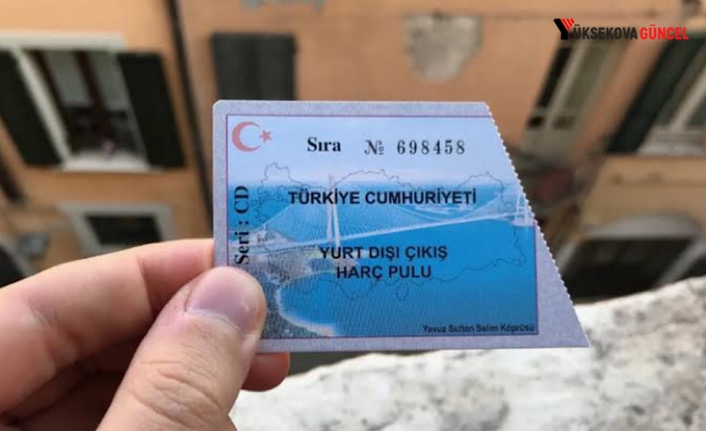 YÜKSEKOVA GÜNCEL
Sıra № 698458
Seri : CD
TÜRKİYE CUMHURİYETİ
YURT DIŞI ÇIKIŞ
HARÇ PULU
Yavuz Sultan Selim Köprüsü